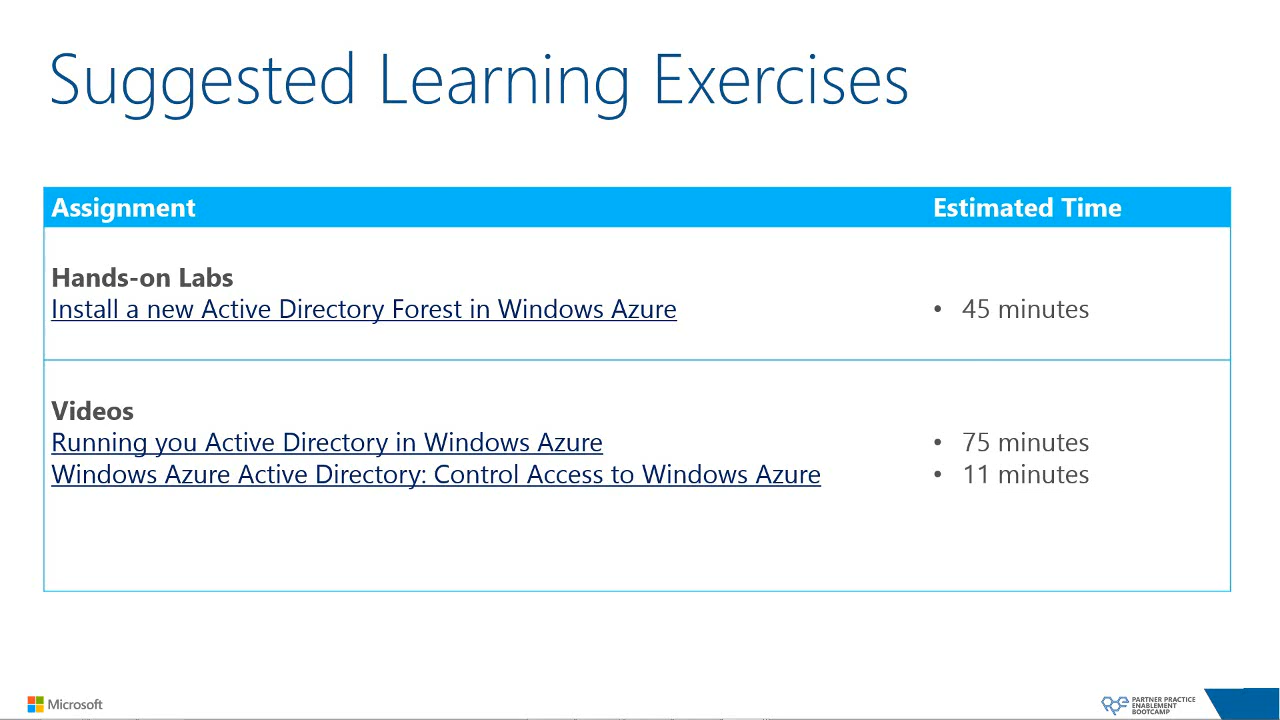 Suggested Learning Exercises
Assignment Estimated Time
Hands-on Labs
Install a new Active Directory Forest in Windows Azure • 45 minutes
Videos
Running you Active Directory in Windows Azure • 75 minutes
Windows Azure Active Directory: Control Access to Windows Azure • 11 minutes
Microsoft
PARTNER PRACTICE
ENABLEMENT
BOOTCAMP